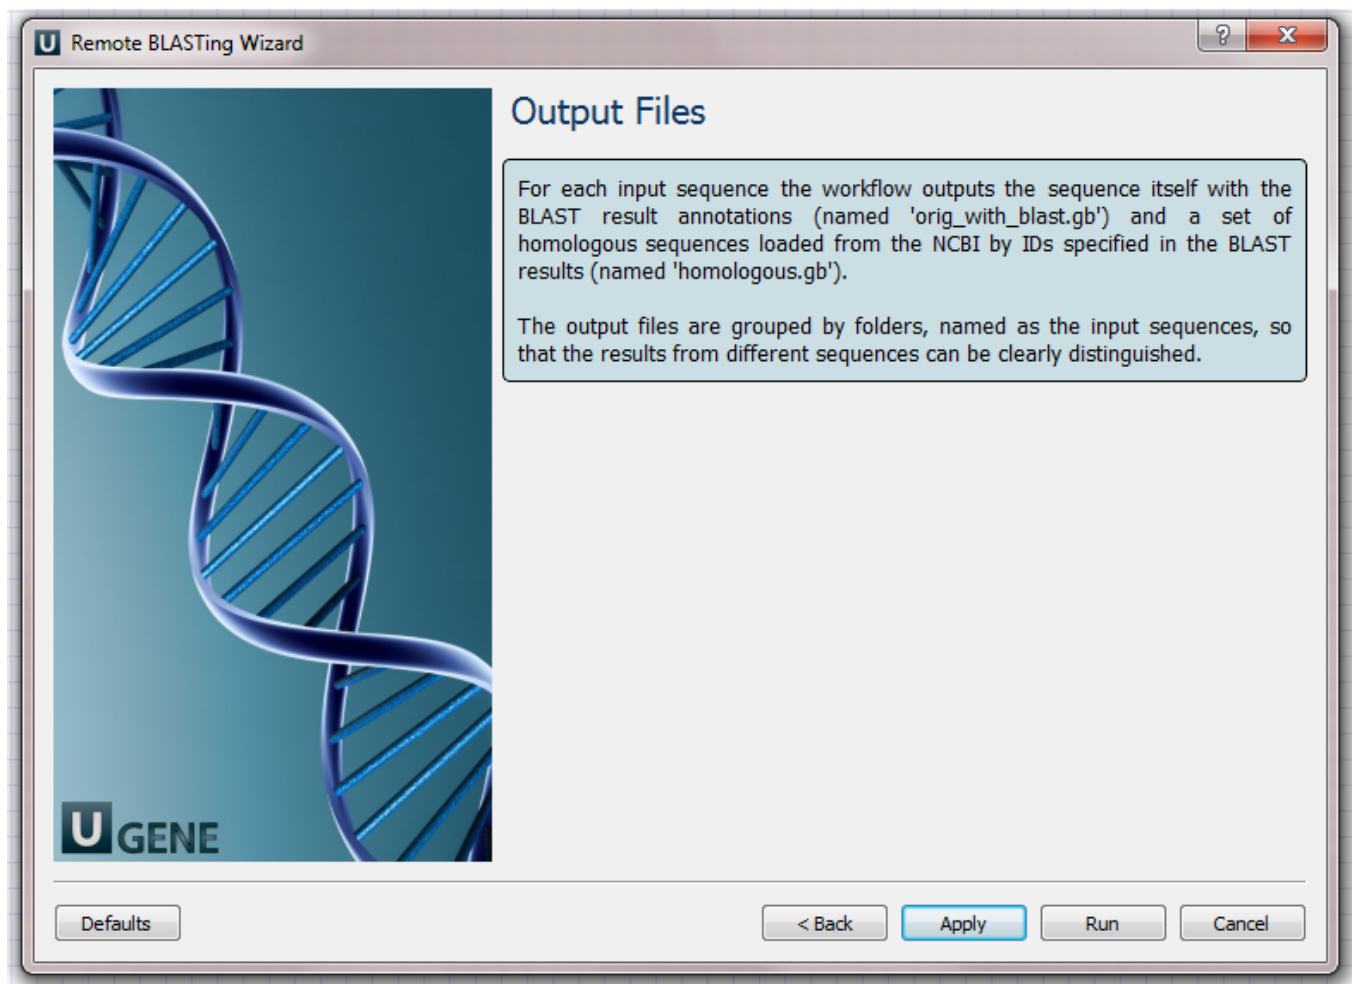 U Remote BLASTing Wizard
?
X
Output Files
For each input sequence the workflow outputs the sequence itself with the
BLAST result annotations (named 'orig_with_blast.gb') and a set of
homologous sequences loaded from the NCBI by IDs specified in the BLAST
results (named 'homologous.gb').
The output files are grouped by folders, named as the input sequences, so
that the results from different sequences can be clearly distinguished.
U GENE
Defaults
< Back
Apply
Run
Cancel